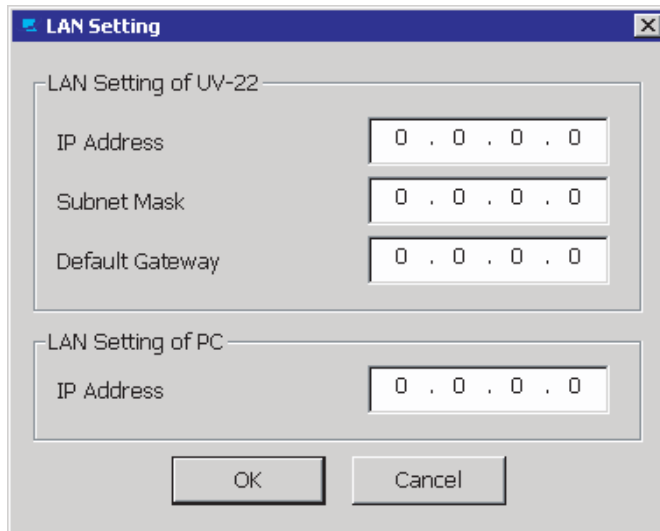 LAN Setting
LAN Setting of UV-22
IP Address 0 . 0 . 0 . 0
Subnet Mask 0 . 0 . 0 . 0
Default Gateway 0 . 0 . 0 . 0
LAN Setting of PC
IP Address 0 . 0 . 0 . 0
OK Cancel